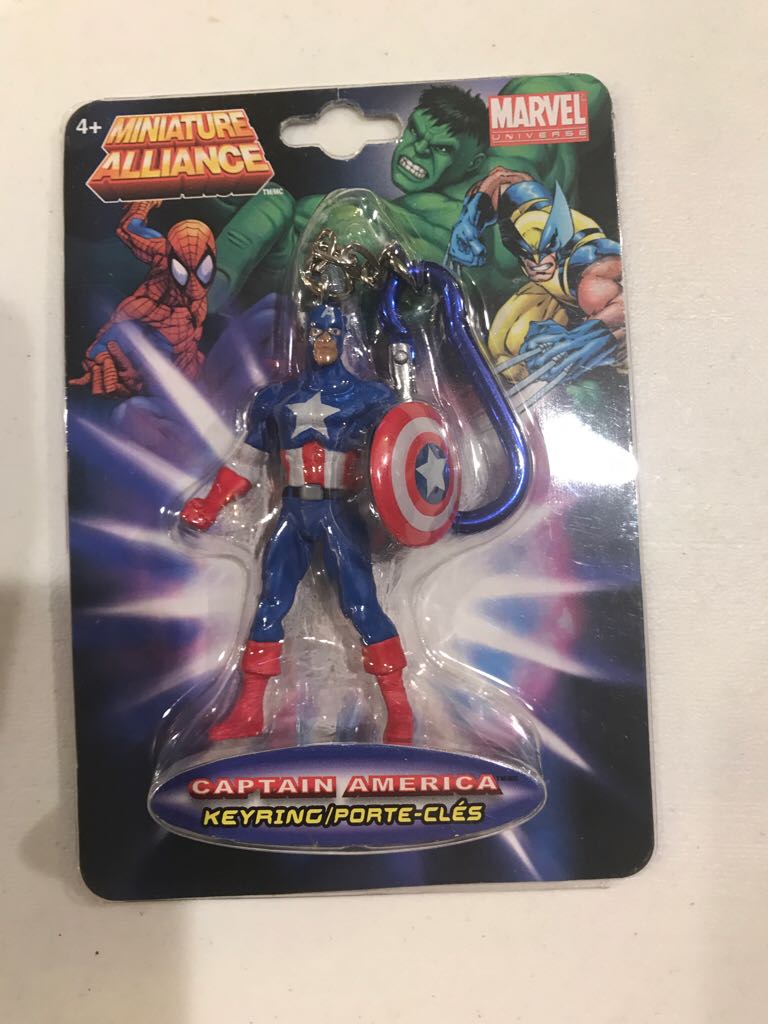 4+
MINIATURE
ALLIANCE
TM/MC
MARVEL
UNIVERSE
A
CAPTAIN AMERICA
KEYRING/PORTE-CLÉS